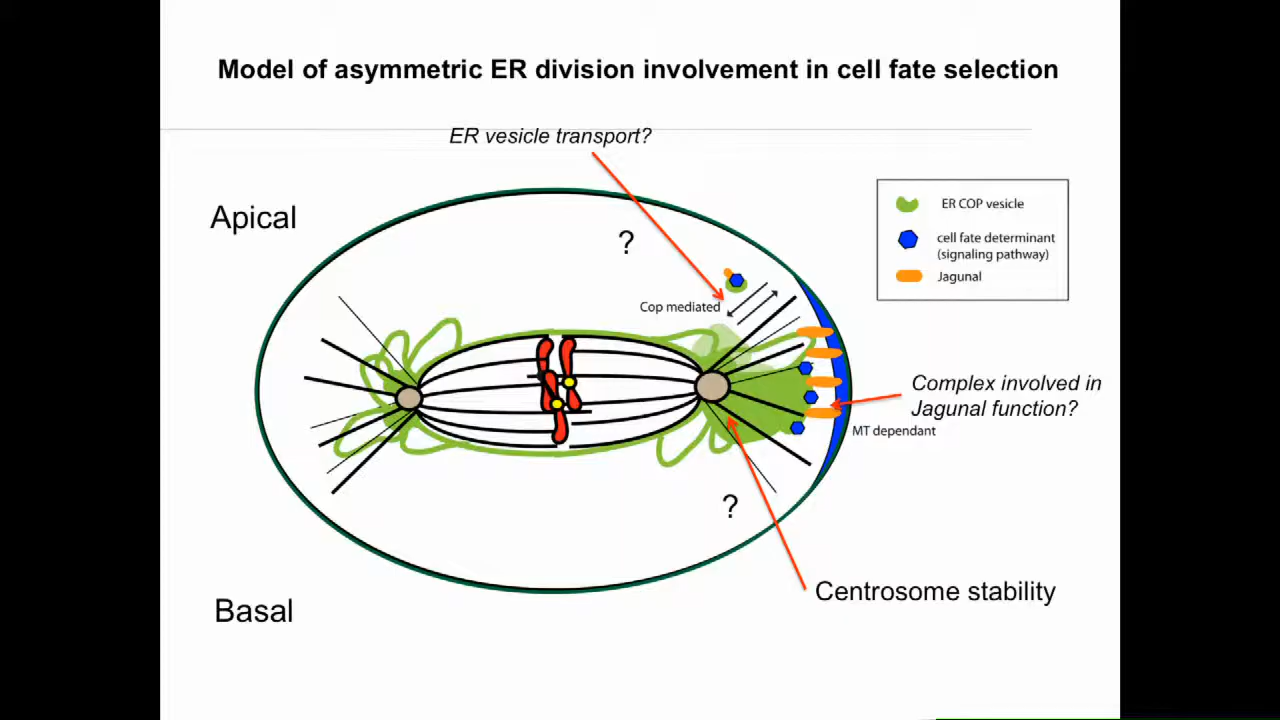 Model of asymmetric ER division involvement in cell fate selection
ER vesicle transport?
Apical
?
ER COP vesicle
cell fate determinant
(signaling pathway)
Jagunal
Cop mediated
Complex involved in
Jagunal function?
MT dependant
?
Centrosome stability
Basal